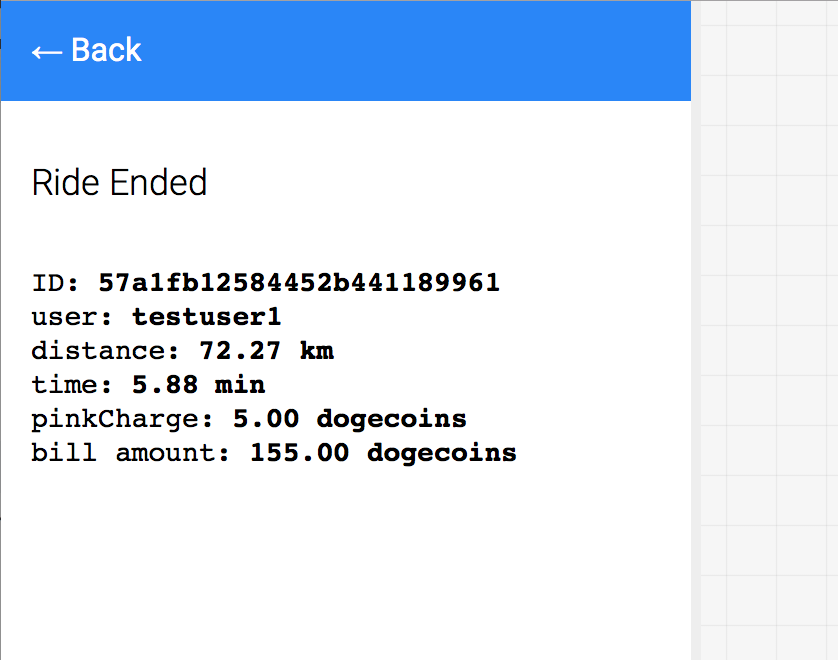 ← Back
Ride Ended
ID: 57a1fb12584452b441189961
user: testuser1
distance: 72.27 km
time: 5.88 min
pinkCharge: 5.00 dogecoins
bill amount: 155.00 dogecoins